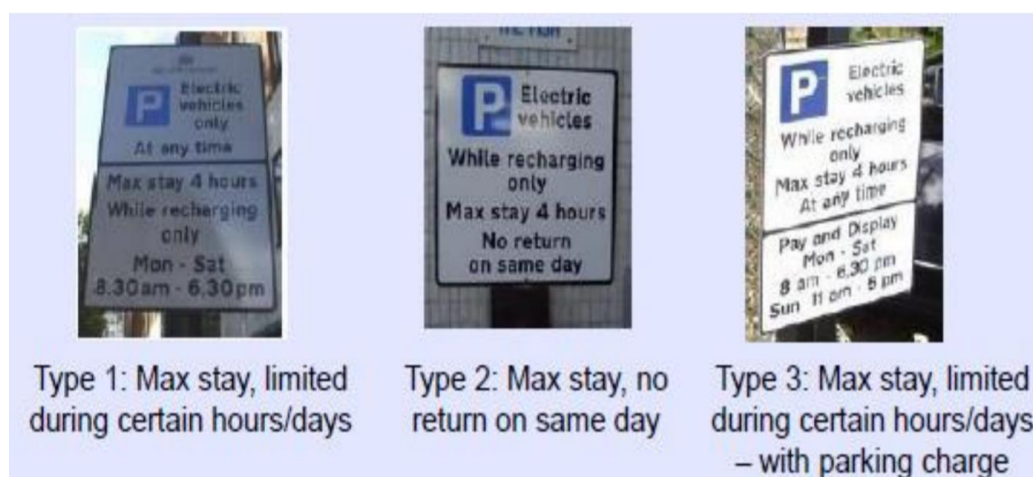 Electric
vehicles
only
At any time
Max stay 4 hours
While recharging
only
Mon - Sat
8.30am - 6.30pm
Type 1: Max stay, limited
during certain hours/days
P
Electric
vehicles
While recharging
only
Max stay 4 hours
No return
on same day
Type 2: Max stay, no
return on same day
P
Electric
vehicles
While recharging
only
Max stay 4 hours
At any time
Pay and Display
Mon - Sat
8 am - 6.30 pm
Sun 11 am - 5 pm
Type 3: Max stay, limited
during certain hours/days
– with parking charge